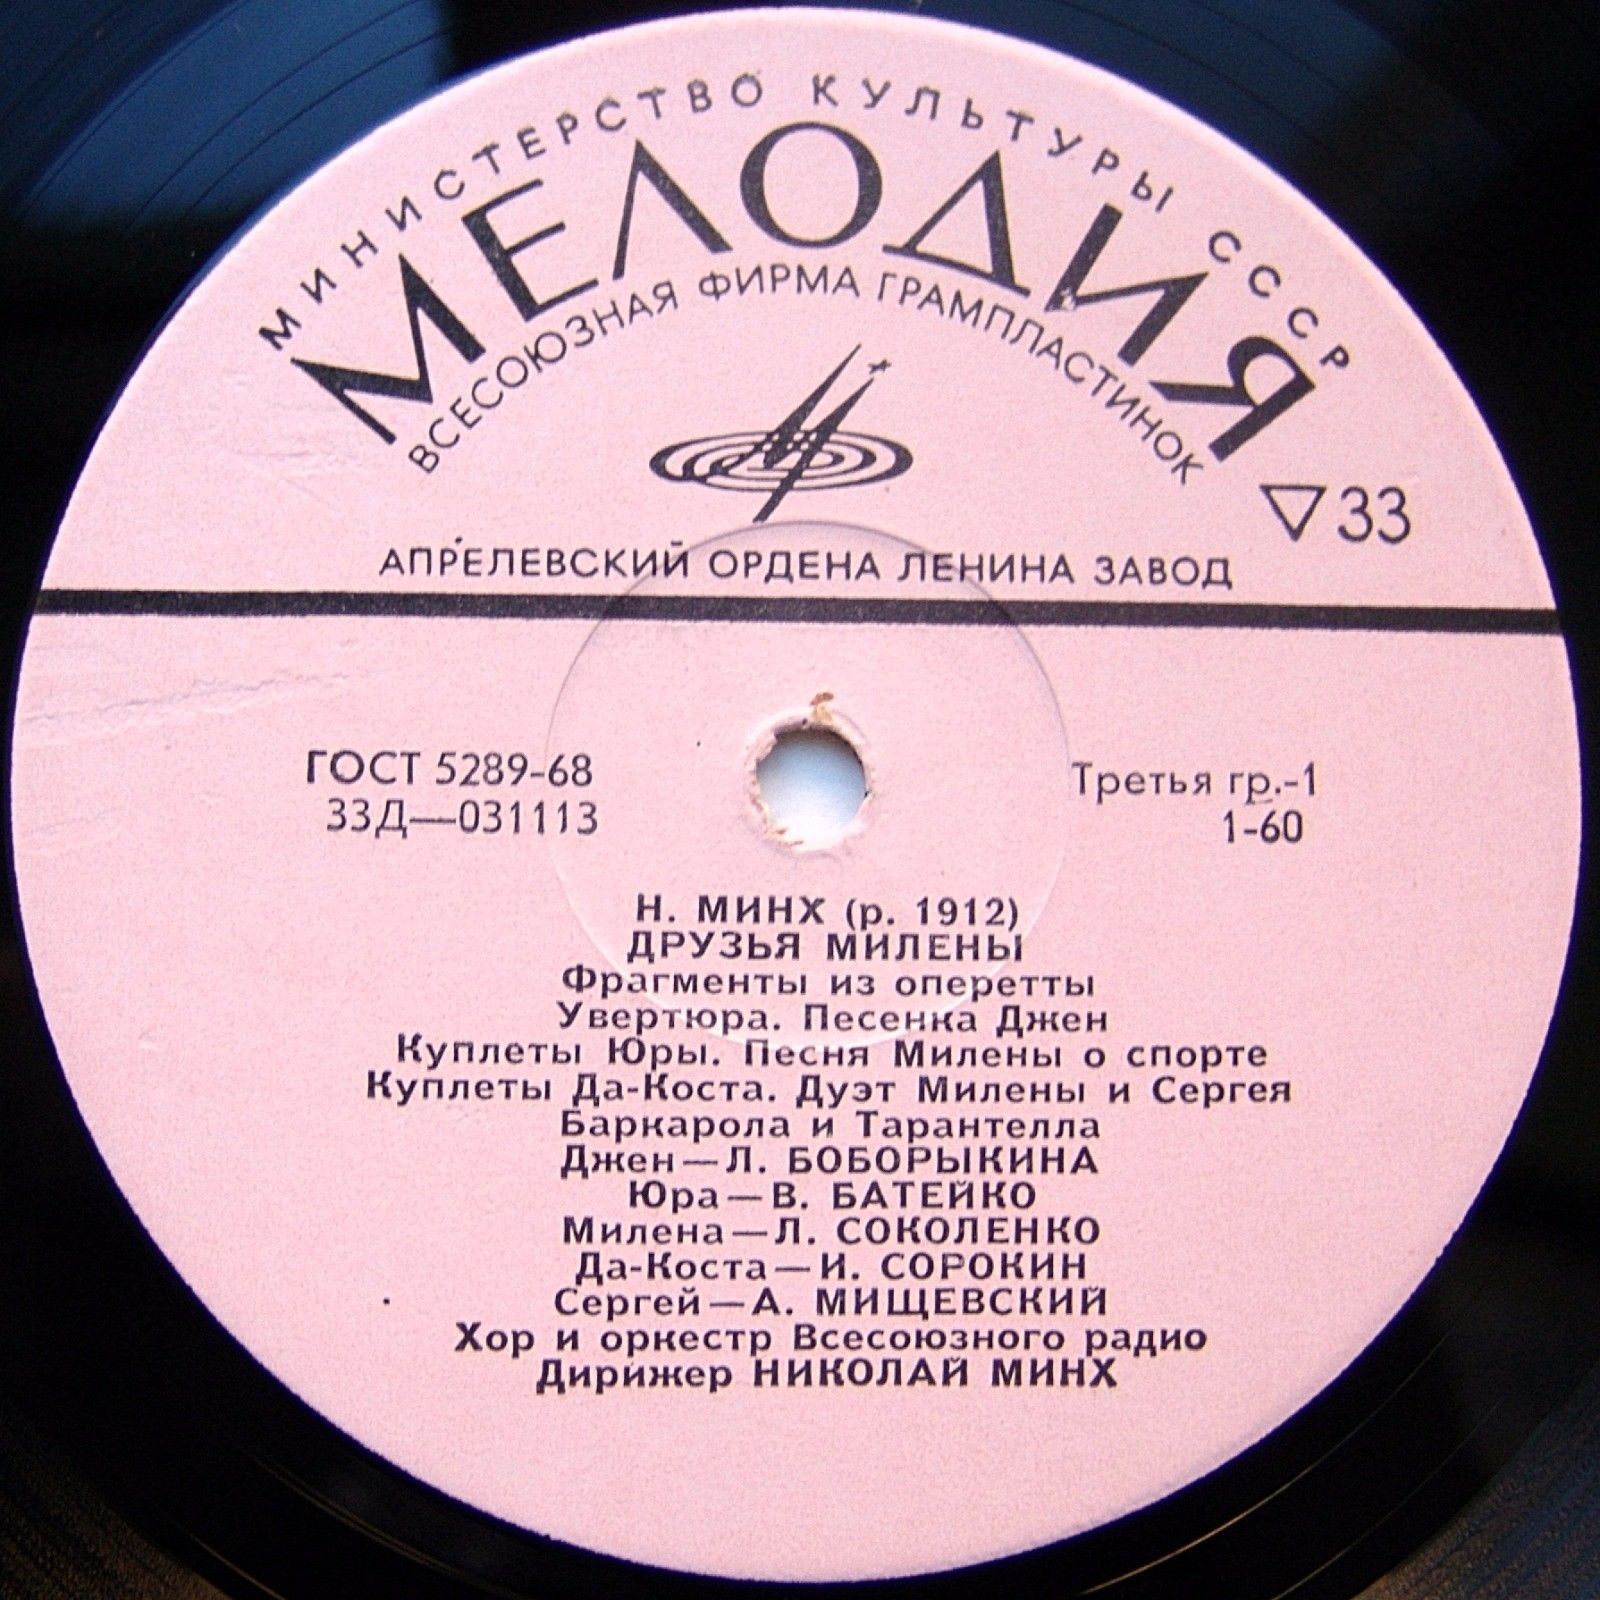 МИНИСТЕРСТВО КУЛЬТУРЫ СССР
МЕЛОДИЯ
ВСЕСОЮЗНАЯ ФИРМА ГРАМПЛАСТИНОК
▽33
АПРЕЛЕВСКИЙ ОРДЕНА ЛЕНИНА ЗАВОД
ГОСТ 5289-68
33Д—031113
Третья гр.-1
1-60
Н. МИНХ (р. 1912)
ДРУЗЬЯ МИЛЕНЫ
Фрагменты из оперетты
Увертюра. Песенка Джен
Куплеты Юры. Песня Милены о спорте
Куплеты Да-Коста. Дуэт Милены и Сергея
Баркарола и Тарантелла
Джен—Л. БОБОРЫКИНА
Юра—В. БАТЕЙКО
Милена—Л. СОКОЛЕНКО
Да-Коста—И. СОРОКИН
Сергей—А. МИЩЕВСКИЙ
Хор и оркестр Всесоюзного радио
Дирижер НИКОЛАЙ МИНХ